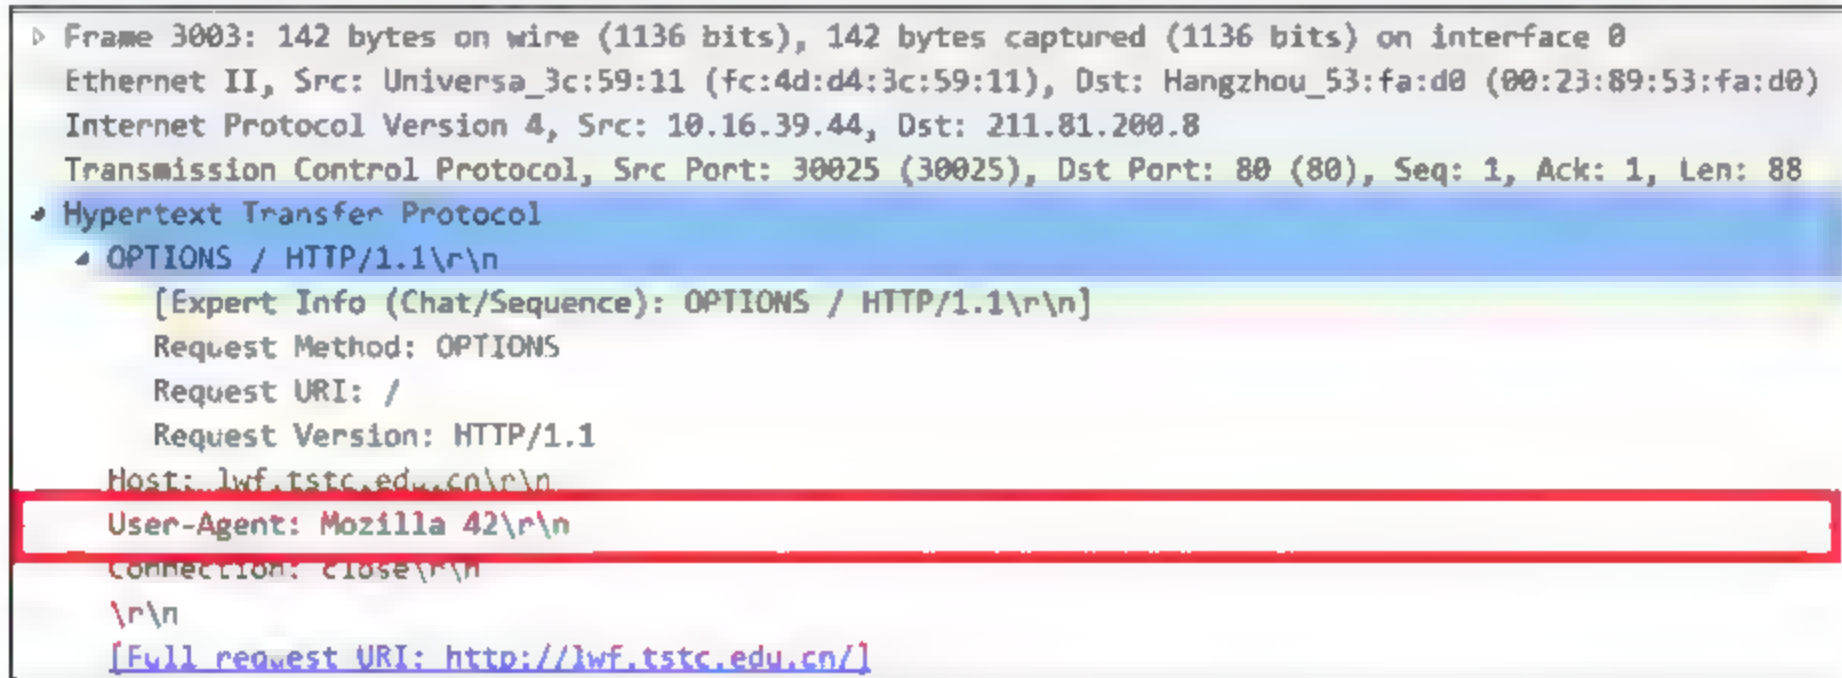 Frame 3003: 142 bytes on wire (1136 bits), 142 bytes captured (1136 bits) on interface 0
Ethernet II, Src: Universa_3c:59:11 (fc:4d:d4:3c:59:11), Dst: Hangzhou_53:fa:d0 (00:23:89:53:fa:d0)
Internet Protocol Version 4, Src: 10.16.39.44, Dst: 211.81.200.8
Transmission Control Protocol, Src Port: 30025 (30025), Dst Port: 80 (80), Seq: 1, Ack: 1, Len: 88
Hypertext Transfer Protocol
OPTIONS / HTTP/1.1\r\n
[Expert Info (Chat/Sequence): OPTIONS / HTTP/1.1\r\n]
Request Method: OPTIONS
Request URI: /
Request Version: HTTP/1.1
Host: lwf.tstc.edu.cn\r\n
User-Agent: Mozilla 42\r\n
Connection: close\r\n
\r\n
[Full request URI: http://lwf.tstc.edu.cn/]